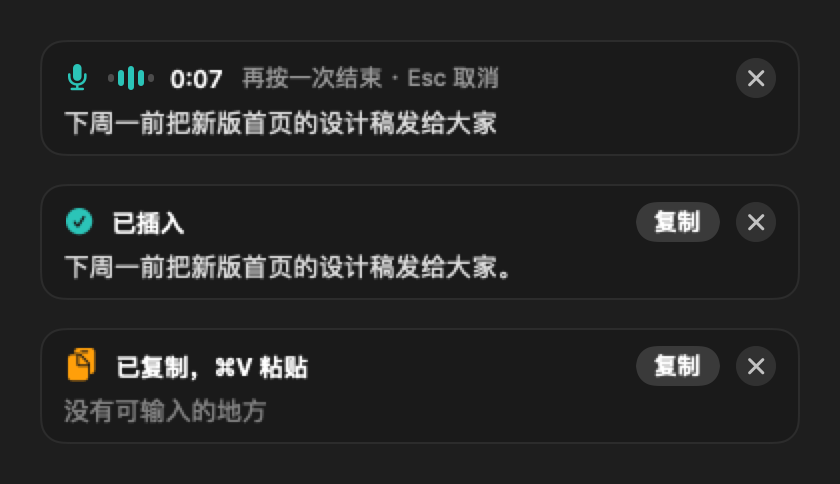 0:07 再按一次结束 · Esc 取消
下周一前把新版首页的设计稿发给大家
已插入 复制
下周一前把新版首页的设计稿发给大家。
已复制，⌘V 粘贴 复制
没有可输入的地方